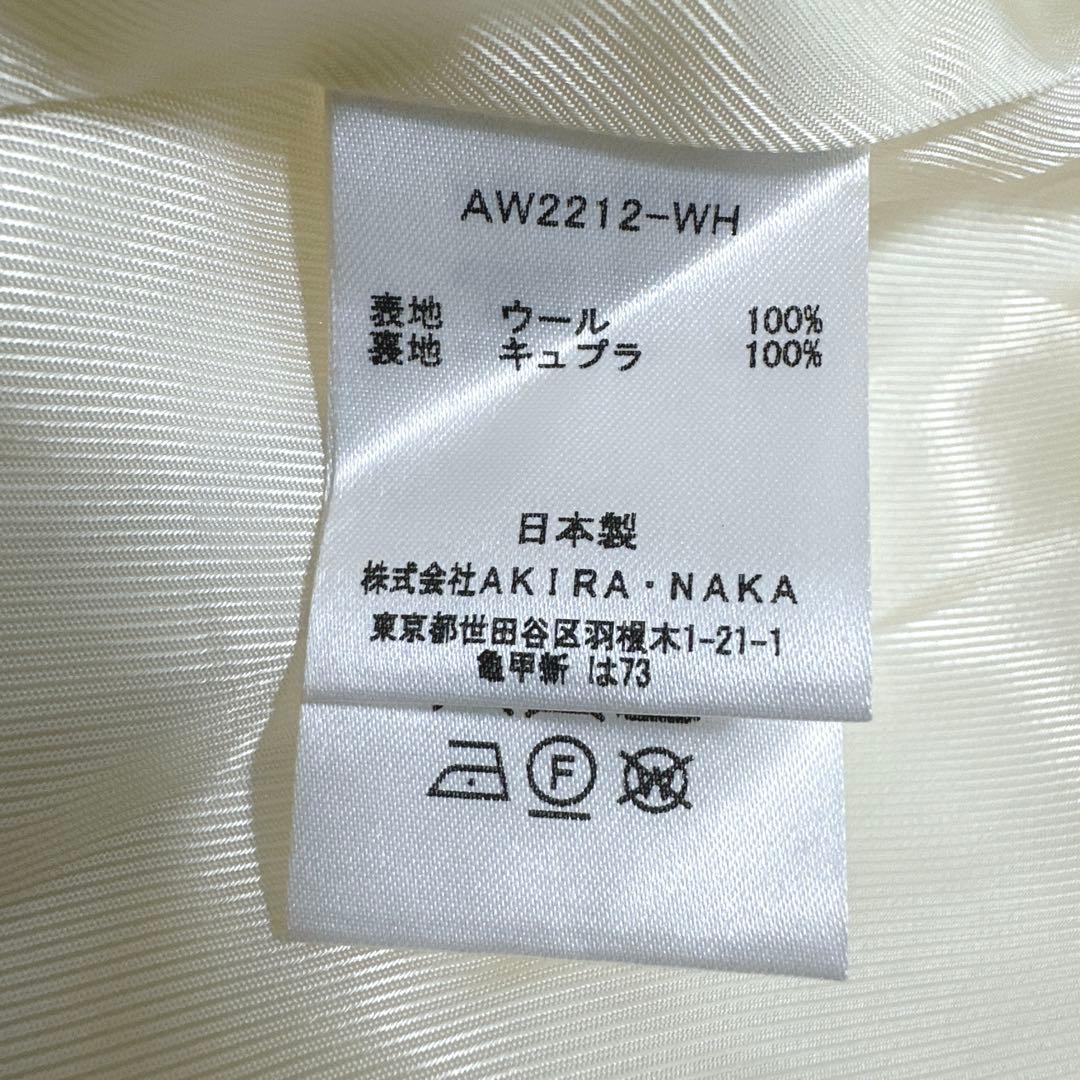 AW2212-WH
表地 ウール 100%
裏地 キュプラ 100%
日本製
株式会社AKIRA・NAKA
東京都世田谷区羽根木1-21-1
亀甲新 は73
F
W